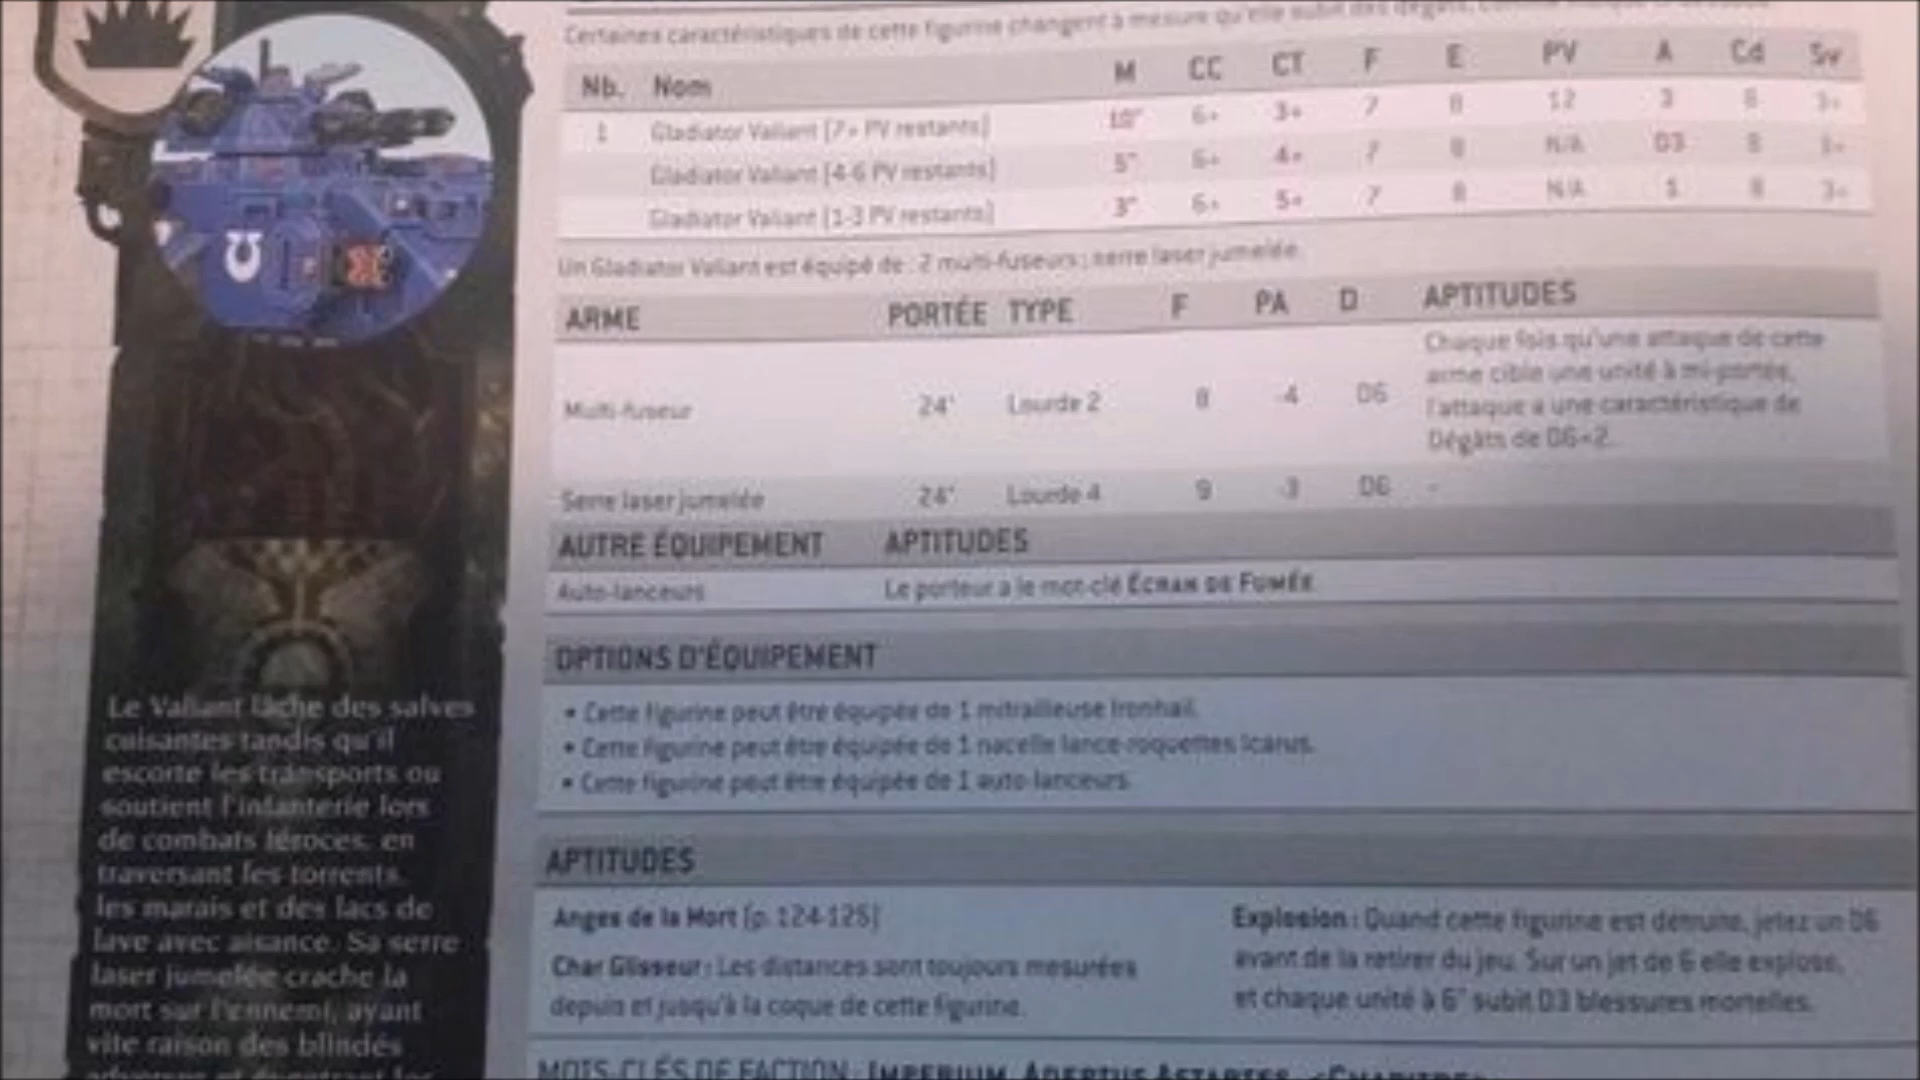 Certaines caractéristiques de cette figurine changent à mesure qu'elle subit des dégâts, comme
Nb. Nom M CC CT F E PV A Cd Sv
1 Gladiator Valiant [7+ PV restants] 10" 6+ 3+ 7 8 12 3 8 3+
Gladiator Valiant [4-6 PV restants] 5" 6+ 4+ 7 8 N/A D3 8 3+
Gladiator Valiant [1-3 PV restants] 3" 6+ 5+ 7 8 N/A 1 8 3+
Un Gladiator Valiant est équipé de : 2 multi-fuseurs ; serre laser jumelée.
ARME PORTÉE TYPE F PA D APTITUDES
Multi-fuseur 24" Lourde 2 8 -4 D6
Chaque fois qu'une attaque de cette
arme cible une unité à mi-portée,
l'attaque a une caractéristique de
Dégâts de D6+2.
Serre laser jumelée 24" Lourde 4 9 -3 D6 -
AUTRE ÉQUIPEMENT APTITUDES
Auto-lanceurs Le porteur a le mot-clé ÉCRAN DE FUMÉE.
OPTIONS D'ÉQUIPEMENT
• Cette figurine peut être équipée de 1 mitrailleuse Ironhail.
• Cette figurine peut être équipée de 1 nacelle lance-roquettes Icarus.
• Cette figurine peut être équipée de 1 auto-lanceurs.
APTITUDES
Anges de la Mort [p. 124-125]
Char Glisseur : Les distances sont toujours mesurées
depuis et jusqu'à la coque de cette figurine.
Explosion : Quand cette figurine est détruite, jetez un D6
avant de la retirer du jeu. Sur un jet de 6 elle explose,
et chaque unité à 6" subit D3 blessures mortelles.
MOTS-CLÉS DE FACTION : IMPERIUM, ADEPTUS ASTARTES, <CHAPITRE>
Le Valiant lâche des salves
cuisantes tandis qu'il
escorte les transports ou
soutient l'infanterie lors
de combats féroces, en
traversant les torrents,
les marais et des lacs de
lave avec aisance. Sa serre
laser jumelée crache la
mort sur l'ennemi, ayant
vite raison des blindés